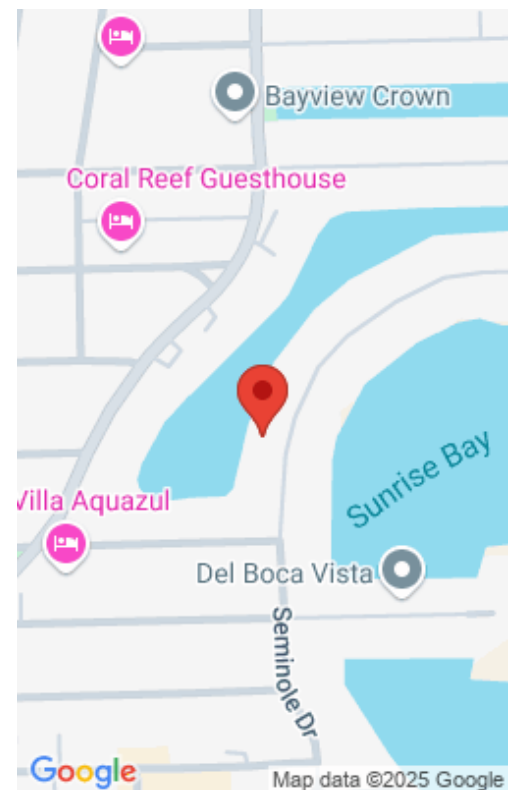 Bayview Crown
Coral Reef Guesthouse
Sunrise Bay
Villa Aquazul
Del Boca Vista
Seminole Dr
Google
Map data ©2025 Google